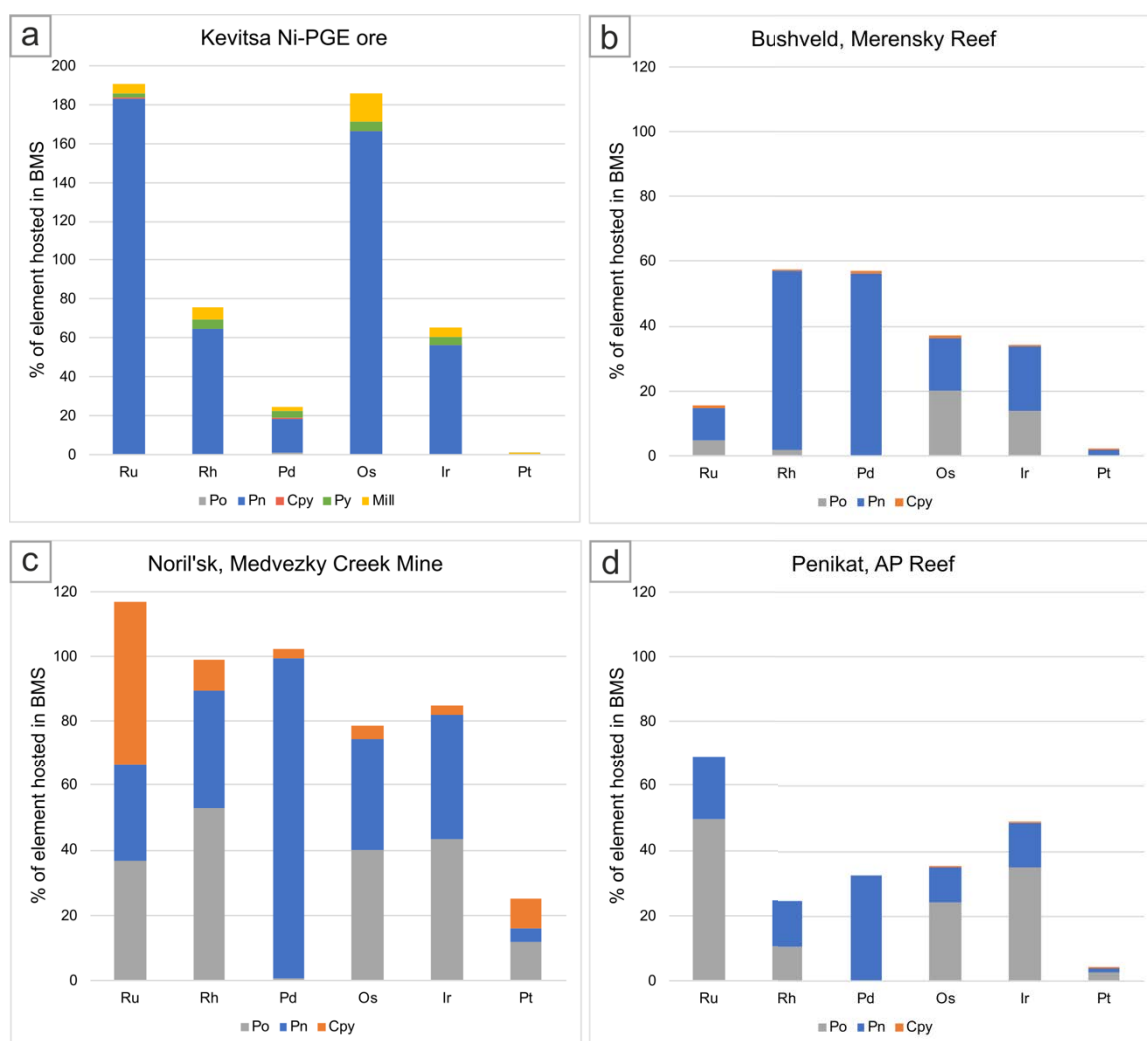 a
Kevitsa Ni-PGE ore
% of element hosted in BMS
200
180
160
140
120
100
80
60
40
20
0
Ru Rh Pd Os Ir Pt
Po Pn Cpy Py Mill
b
Bushveld, Merensky Reef
% of element hosted in BMS
120
100
80
60
40
20
0
Ru Rh Pd Os Ir Pt
Po Pn Cpy
c
Noril'sk, Medvezky Creek Mine
% of element hosted in BMS
120
100
80
60
40
20
0
Ru Rh Pd Os Ir Pt
Po Pn Cpy
d
Penikat, AP Reef
% of element hosted in BMS
120
100
80
60
40
20
0
Ru Rh Pd Os Ir Pt
Po Pn Cpy